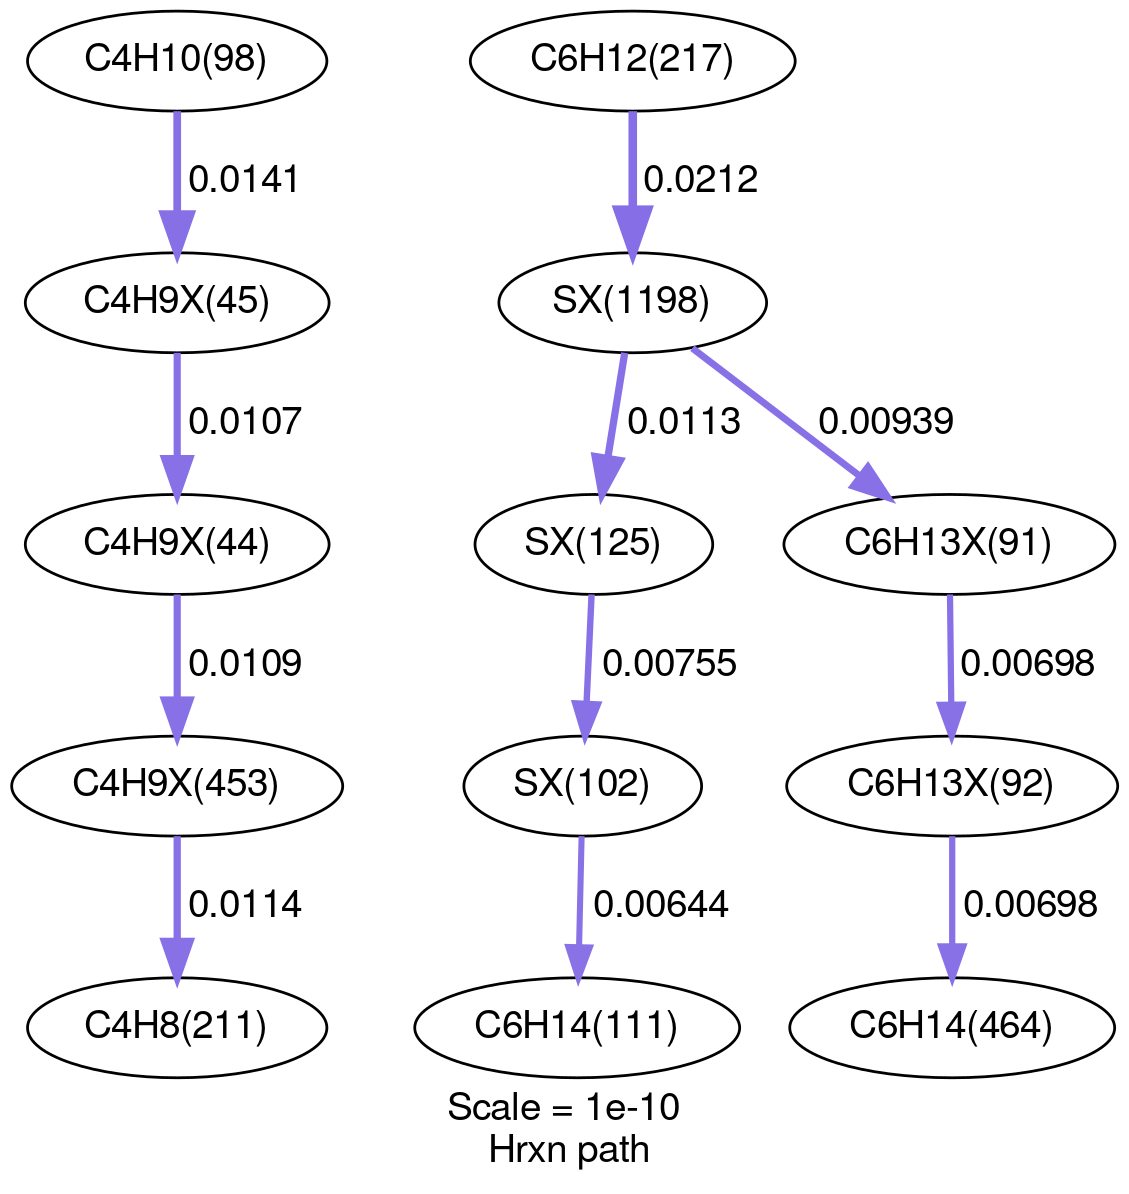 C4H10(98)
C6H12(217)
0.0141
0.0212
C4H9X(45)
SX(1198)
0.0107
0.0113
0.00939
C4H9X(44)
SX(125)
C6H13X(91)
0.0109
0.00755
0.00698
C4H9X(453)
SX(102)
C6H13X(92)
0.0114
0.00644
0.00698
C4H8(211)
C6H14(111)
C6H14(464)
Scale = 1e-10
Hrxn path